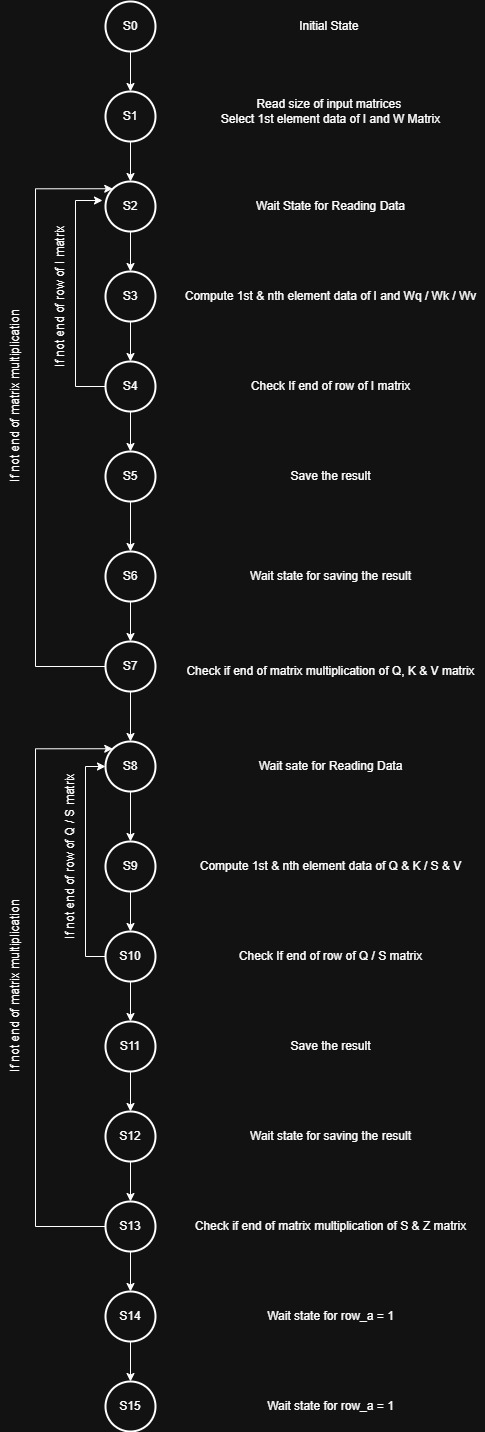 S0
Initial State
S1
Read size of input matrices
Select 1st element data of I and W Matrix
S2
Wait State for Reading Data
If not end of row of I matrix
S3
Compute 1st & nth element data of I and Wq / Wk / Wv
If not end of matrix multiplication
S4
Check If end of row of I matrix
S5
Save the result
S6
Wait state for saving the result
S7
Check if end of matrix multiplication of Q, K & V matrix
S8
Wait sate for Reading Data
If not end of row of Q / S matrix
S9
Compute 1st & nth element data of Q & K / S & V
If not end of matrix multiplication
S10
Check If end of row of Q / S matrix
S11
Save the result
S12
Wait state for saving the result
S13
Check if end of matrix multiplication of S & Z matrix
S14
Wait state for row_a = 1
S15
Wait state for row_a = 1